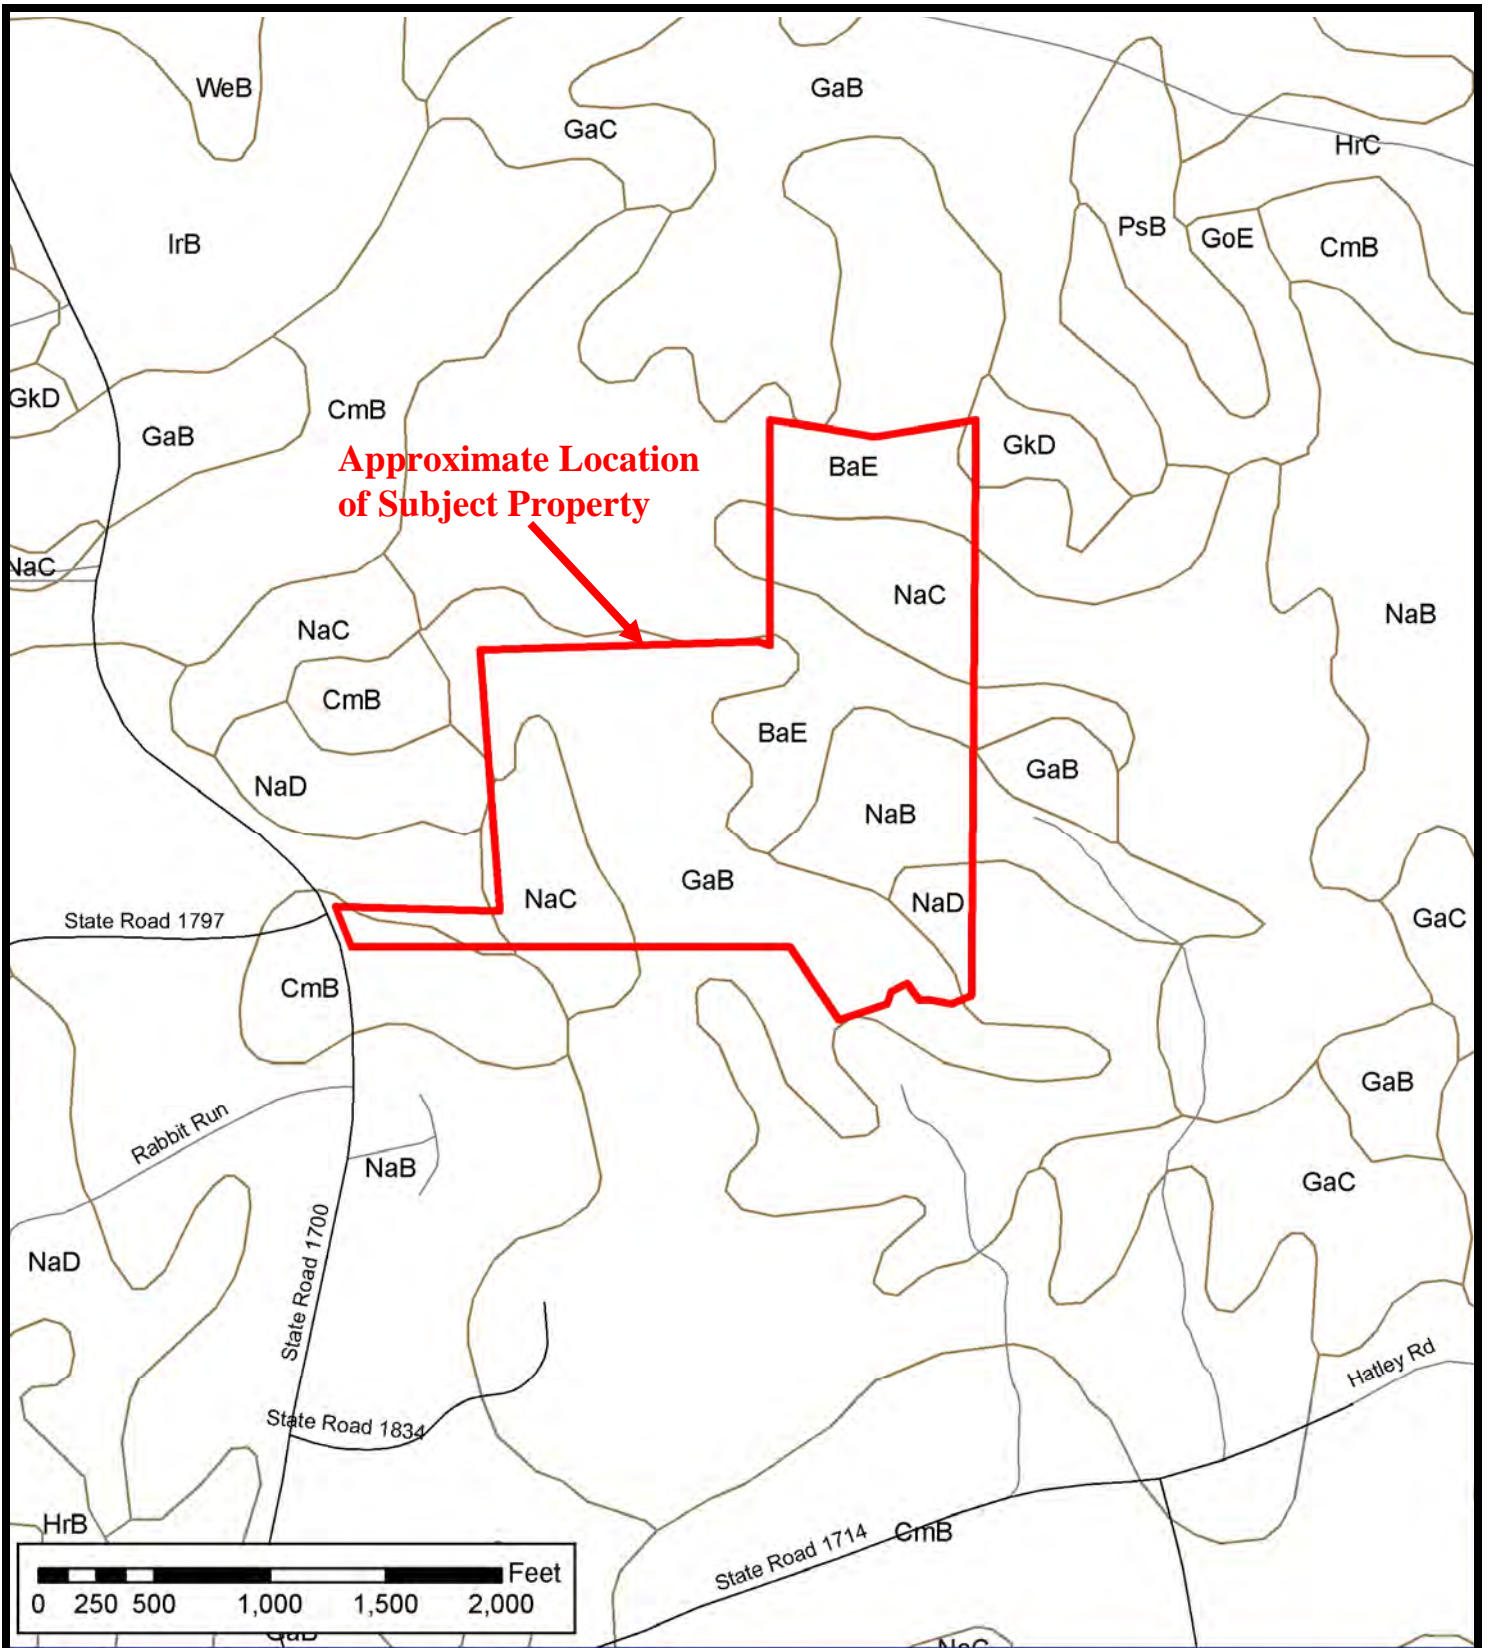 WeB
GaB
GaC
HrC
PsB
GoE
CmB
IrB
GkD
GaB
CmB
Approximate Location
of Subject Property
BaE
GkD
NaC
NaC
NaC
NaB
CmB
BaE
NaD
GaB
NaB
GaB
NaC
NaD
State Road 1797
GaC
CmB
GaB
Rabbit Run
NaB
GaC
State Road 1700
NaD
Hatley Rd
State Road 1834
HrB
State Road 1714
CmB
Feet
0 250 500 1,000 1,500 2,000
GaB
NaC